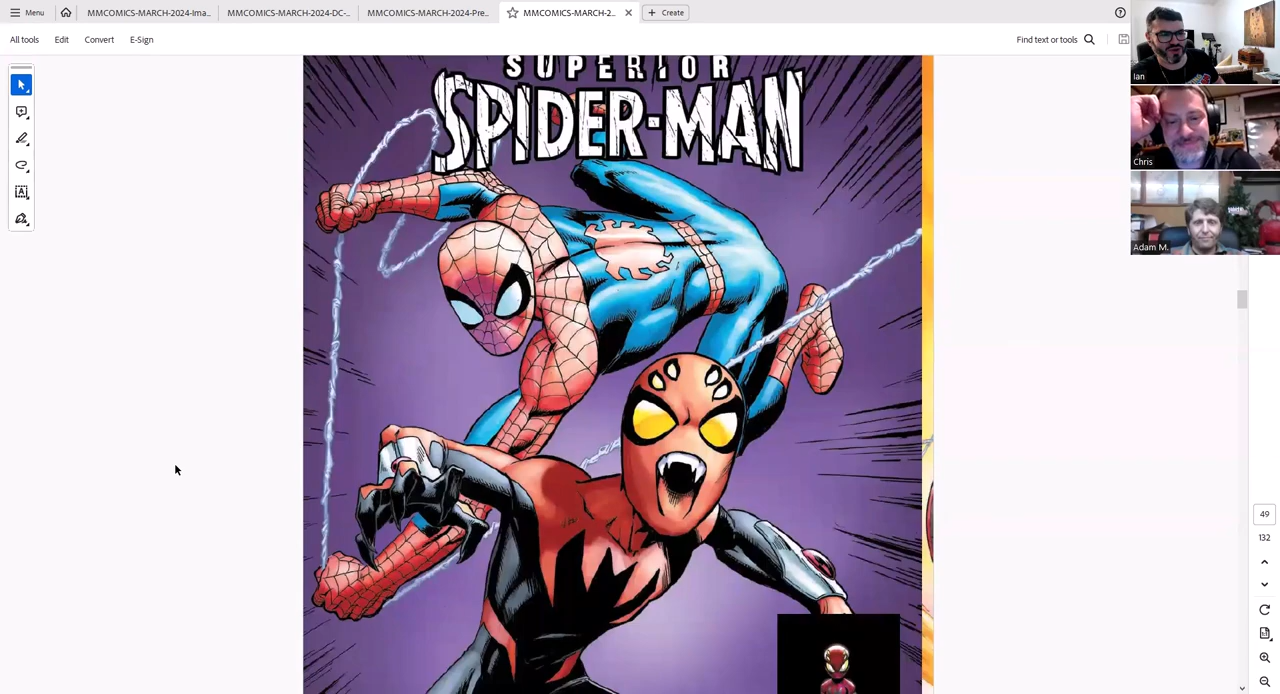 Menu
MMCOMICS-MARCH-2024-Ima...
MMCOMICS-MARCH-2024-DC-...
MMCOMICS-MARCH-2024-Pre...
MMCOMICS-MARCH-2...
Create
All tools
Edit
Convert
E-Sign
Find text or tools
Ian
Chris
Adam M.
SUPERIOR
SPIDER-MAN
49
132